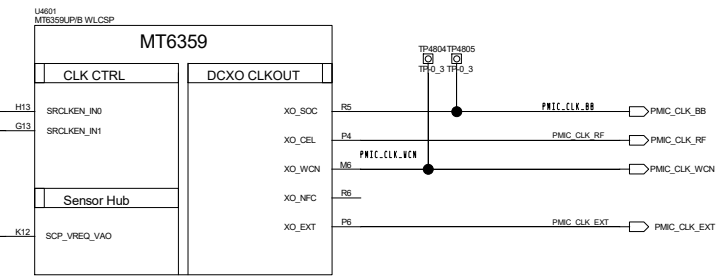 U4601
MT6359UP/B WLCSP
MT6359
TP4804 TP4805
TP-0_3 TP-0_3
CLK CTRL
DCXO CLKOUT
H13 SRCLKEN_IN0
XO_SOC R5 PMIC_CLK_BB PMIC_CLK_BB
G13 SRCLKEN_IN1
XO_CEL P4 PMIC_CLK_RF PMIC_CLK_RF
PMIC_CLK_WCN
XO_WCN M6 PMIC_CLK_WCN
Sensor Hub
XO_NFC R6
XO_EXT P6 PMIC_CLK_EXT PMIC_CLK_EXT
K12 SCP_VREQ_VAO